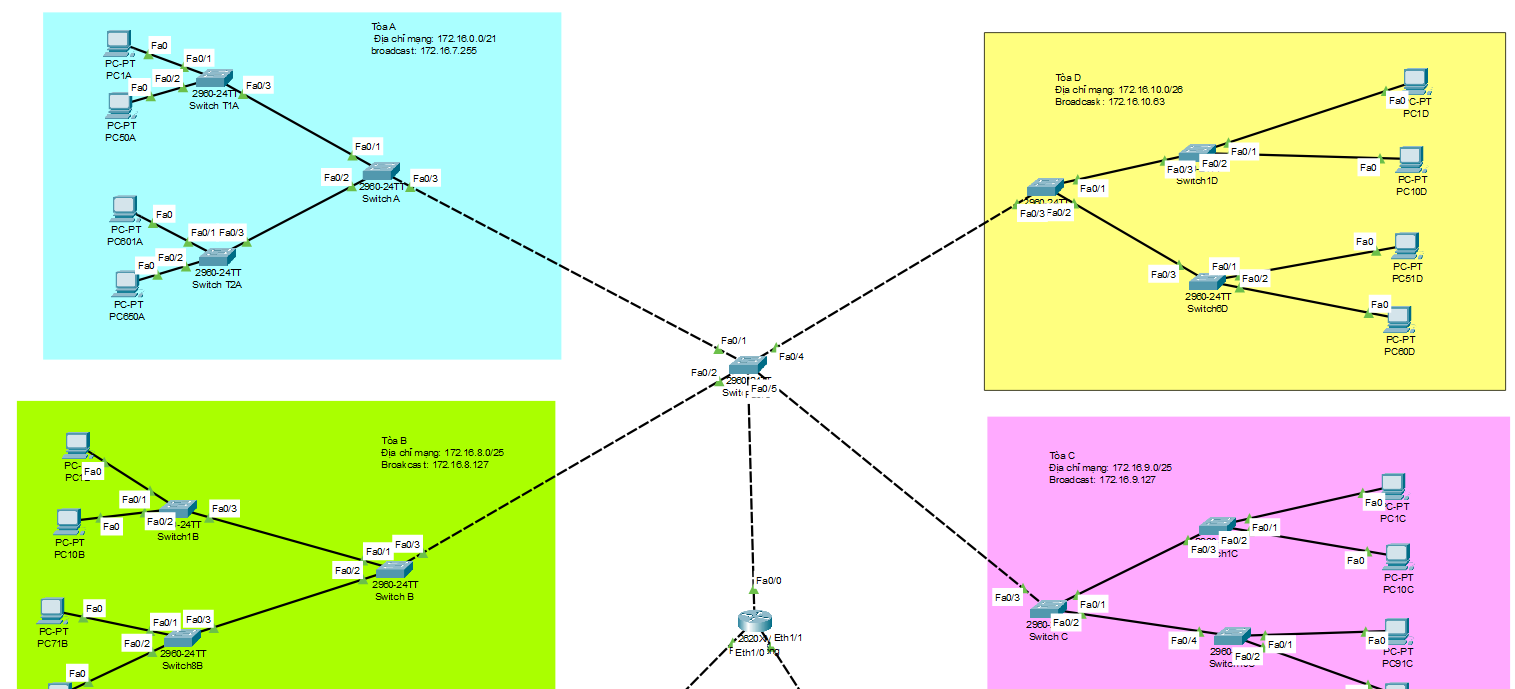 Tòa A
Địa chỉ mạng: 172.16.0.0/21
broadcast: 172.16.7.255
Fa0
Fa0/1
PC-PT
PC1A
Fa0/2
Fa0
2960-24TT
Switch T1A
Fa0/3
PC-PT
PC50A
Fa0/1
Fa0/2
Fa0/3
2960-24TT
Switch A
Fa0
PC-PT
PC601A
Fa0/1
Fa0/3
Fa0/2
Fa0
2960-24TT
Switch T2A
PC-PT
PC650A
Tòa D
Địa chỉ mạng: 172.16.10.0/26
Broadcask: 172.16.10.63
Fa0
PC1D
Fa0/1
Fa0/2
Fa0/3
Switch1D
Fa0
PC-PT
PC10D
Fa0/1
Fa0/3
Fa0/2
Fa0
PC-PT
PC51D
Fa0/3
Fa0/1
Fa0/2
2960-24TT
Switch6D
Fa0
PC-PT
PC60D
Fa0/1
Fa0/4
Fa0/2
Fa0/5
Tòa B
Địa chỉ mạng: 172.16.8.0/25
Broakcast: 172.16.8.127
Fa0
Fa0/1
Fa0/2
Fa0/3
Switch1B
Fa0
PC-PT
PC10B
Fa0/1
Fa0/3
Fa0/2
2960-24TT
Switch B
Fa0
PC-PT
PC71B
Fa0/1
Fa0/3
Fa0/2
2960-24TT
Switch8B
Fa0
Fa0/0
Eth1/1
Eth1/0
Tòa C
Địa chỉ mạng: 172.16.9.0/25
Broadcast: 172.16.9.127
Fa0
PC-PT
PC1C
Fa0/1
Fa0/2
Fa0/3
Fa0
PC-PT
PC10C
Fa0/3
Fa0/1
Fa0/2
Switch C
Fa0/4
Fa0/1
Fa0/2
Fa0
PC91C